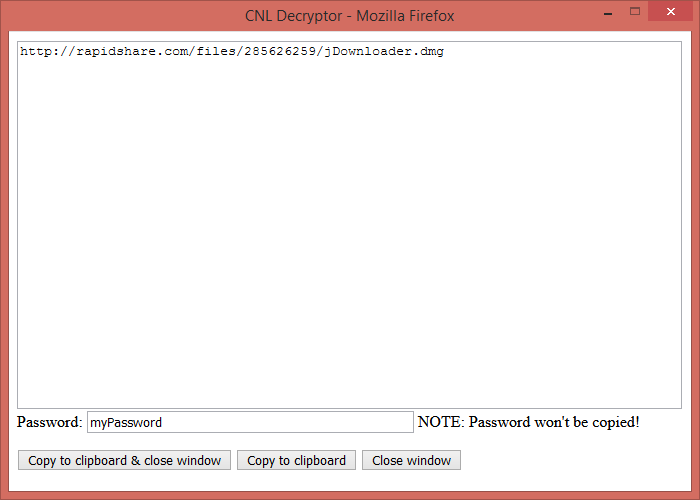 CNL Decryptor - Mozilla Firefox
http://rapidshare.com/files/285626259/jDownloader.dmg
Password: myPassword NOTE: Password won't be copied!
Copy to clipboard & close window Copy to clipboard Close window